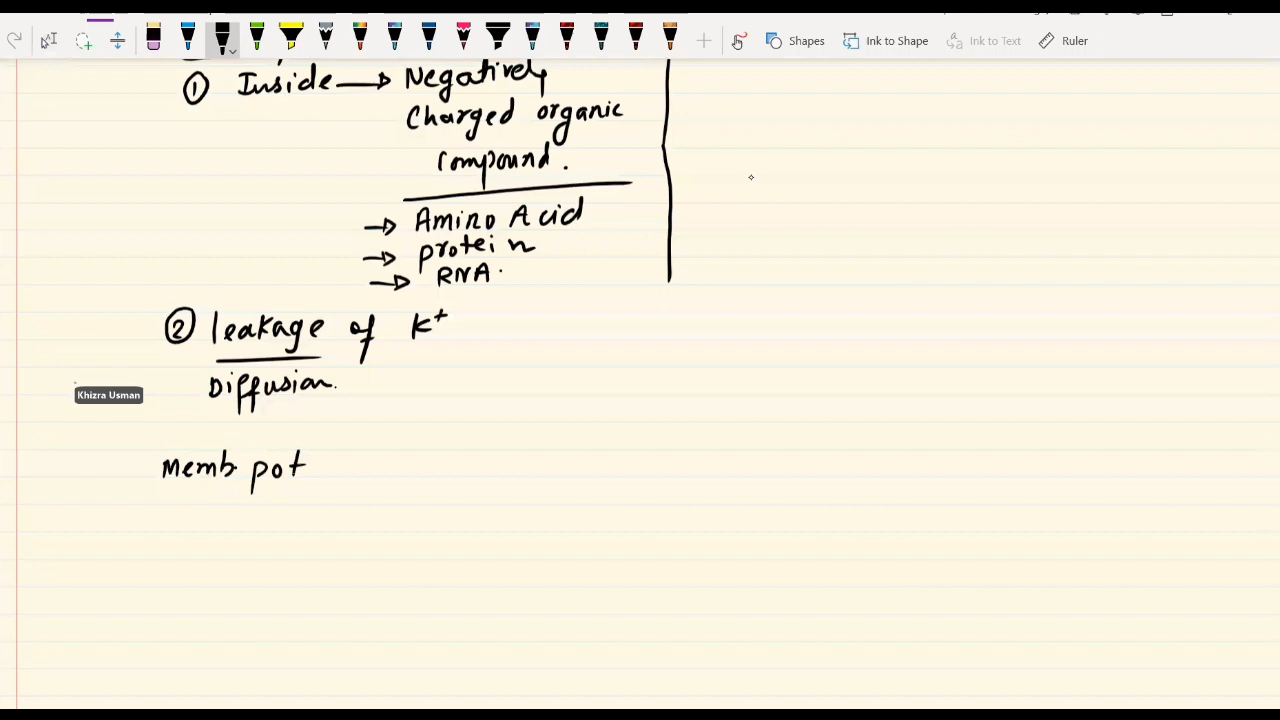 Shapes
Ink to Shape
Ink to Text
Ruler
① Inside → Negatively
Charged organic
compound.
→ Amino Acid
→ protein
→ RNA.
② leakage of K+
Diffusion.
Khizra Usman
Memb pot